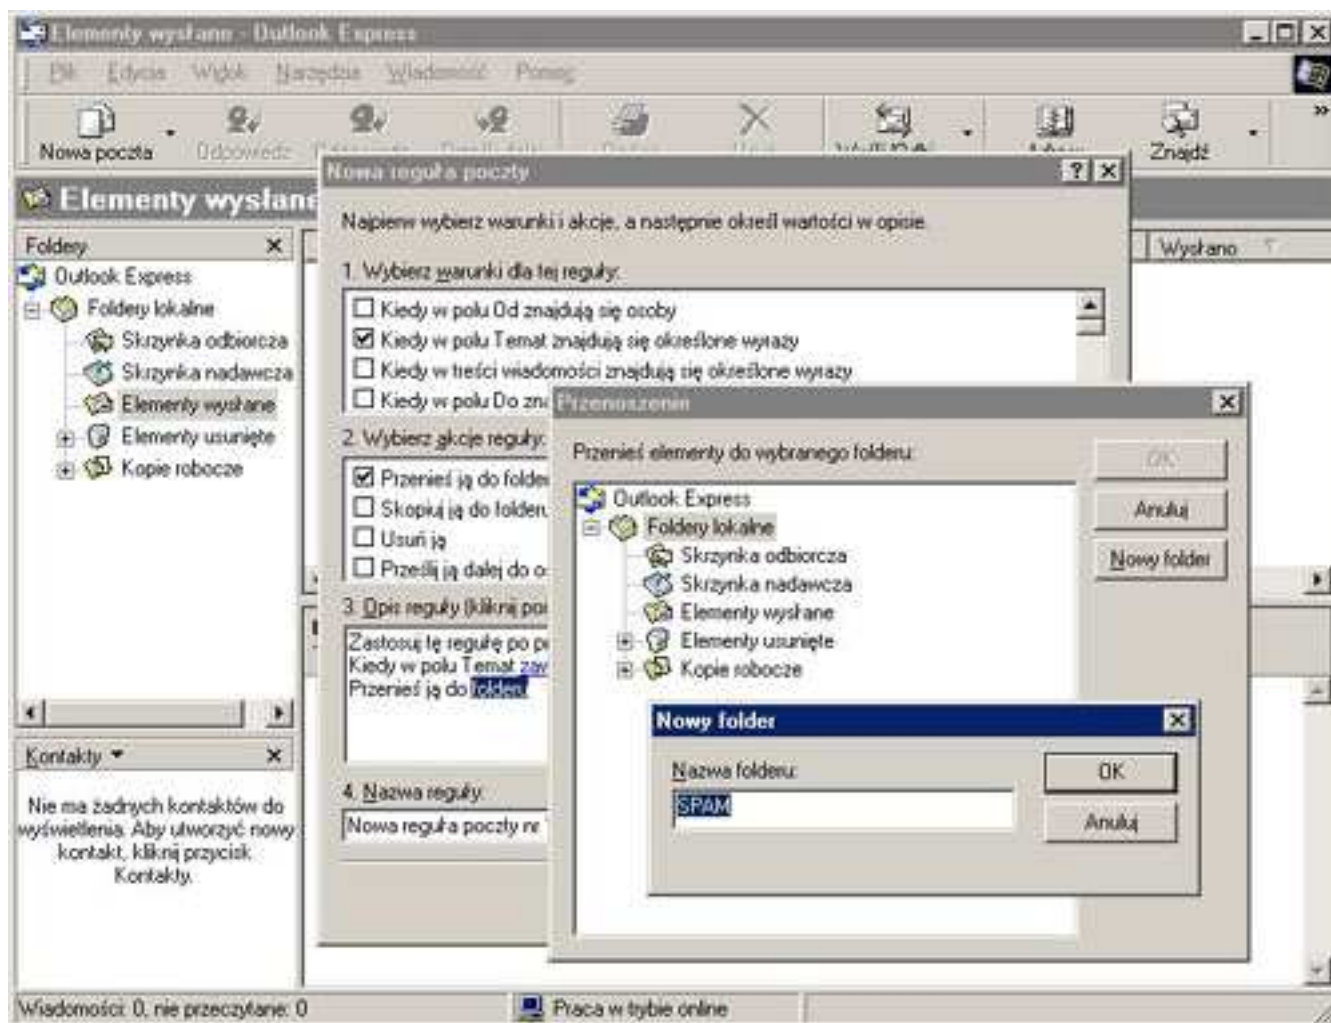 Elementy wysłane - Outlook Express
Plik Edycja Widok Narzędzia Wiadomość Pomoc
Nowa poczta Odpowiedz Znajdź
Elementy wysłane
Foldery
Wysłano
Outlook Express
Foldery lokalne
Skrzynka odbiorcza
Skrzynka nadawcza
Elementy wysłane
Elementy usunięte
Kopie robocze
Kontakty
Nie ma żadnych kontaktów do
wyświetlenia. Aby utworzyć nowy
kontakt, kliknij przycisk
Kontakty.
Nowa reguła poczty
Najpierw wybierz warunki i akcje, a następnie określ wartości w opisie.
1. Wybierz warunki dla tej reguły:
Kiedy w polu Od znajdują się osoby
Kiedy w polu Temat znajdują się określone wyrazy
Kiedy w treści wiadomości znajdują się określone wyrazy
Kiedy w polu Do
2. Wybierz akcje reguły:
Przenieś ją do
Skopiuj ją do folderu
Usuń ją
Prześlij ją dalej do
3. Opis reguły (kliknij
Zastosuj tę regułę po
Kiedy w polu Temat
Przenieś ją do folderu
4. Nazwa reguły:
Nowa reguła poczty nr
Przenoszenie
Przenieś elementy do wybranego folderu:
OK
Anuluj
Nowy folder
Outlook Express
Foldery lokalne
Skrzynka odbiorcza
Skrzynka nadawcza
Elementy wysłane
Elementy usunięte
Kopie robocze
Nowy folder
Nazwa folderu:
SPAM
OK
Anuluj
Wiadomości: 0, nie przeczytane: 0
Praca w trybie online